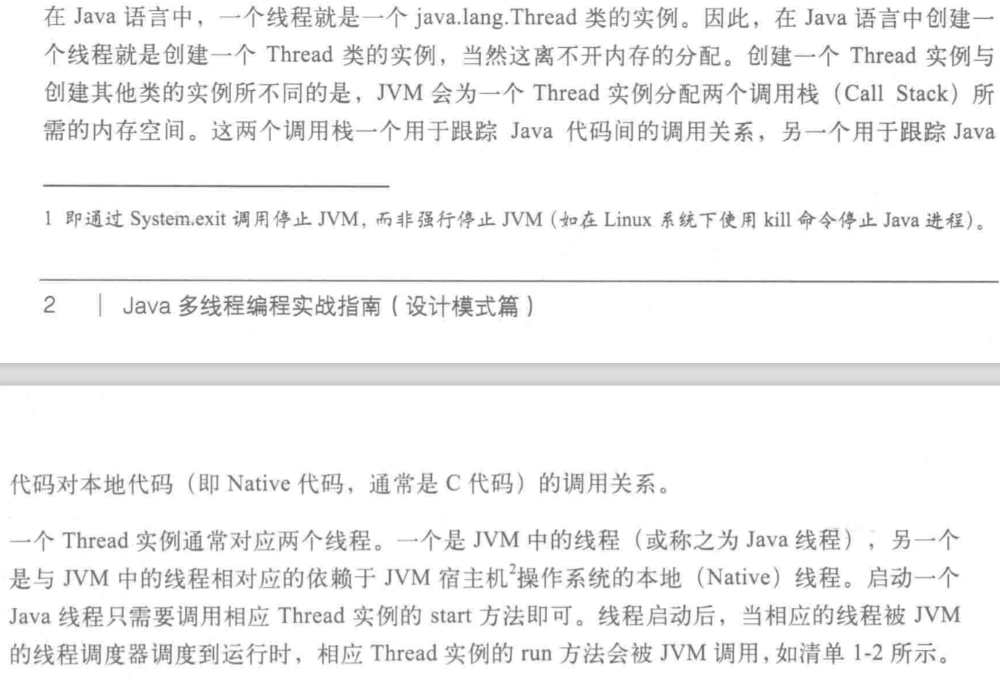 在 Java 语言中，一个线程就是一个 java.lang.Thread 类的实例。因此，在 Java 语言中创建一
个线程就是创建一个 Thread 类的实例，当然这离不开内存的分配。创建一个 Thread 实例与
创建其他类的实例所不同的是，JVM 会为一个 Thread 实例分配两个调用栈（Call Stack）所
需的内存空间。这两个调用栈一个用于跟踪 Java 代码间的调用关系，另一个用于跟踪 Java
1 即通过 System.exit 调用停止 JVM，而非强行停止 JVM（如在 Linux 系统下使用 kill 命令停止 Java 进程）。
2 | Java 多线程编程实战指南（设计模式篇）
代码对本地代码（即 Native 代码，通常是 C 代码）的调用关系。
一个 Thread 实例通常对应两个线程。一个是 JVM 中的线程（或称之为 Java 线程），另一个
是与 JVM 中的线程相对应的依赖于 JVM 宿主机2操作系统的本地（Native）线程。启动一个
Java 线程只需要调用相应 Thread 实例的 start 方法即可。线程启动后，当相应的线程被 JVM
的线程调度器调度到运行时，相应 Thread 实例的 run 方法会被 JVM 调用，如清单 1-2 所示。